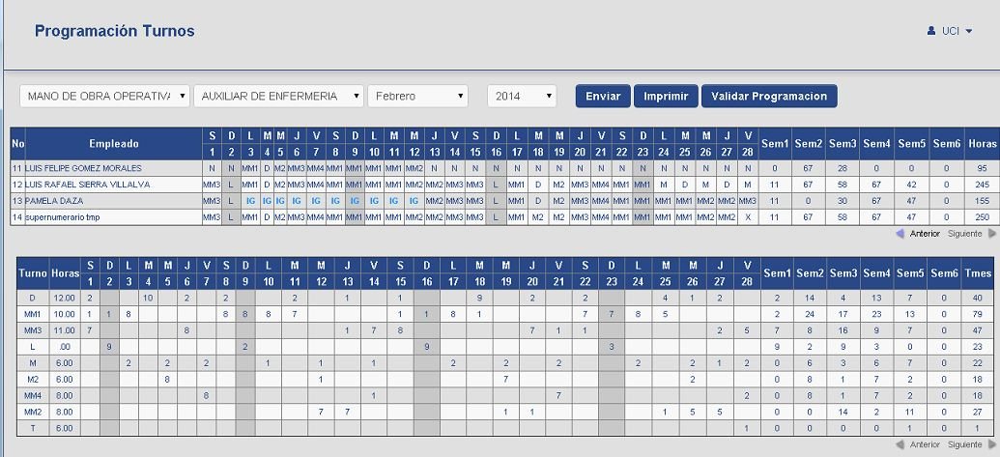 Programación Turnos
UCI
MANO DE OBRA OPERATIVA AUXILIAR DE ENFERMERIA Febrero 2014 Enviar Imprimir Validar Programacion
No Empleado S D L M M J V S D L M M J V S D L M M J V S D L M M J V Sem1 Sem2 Sem3 Sem4 Sem5 Sem6 Horas
1 2 3 4 5 6 7 8 9 10 11 12 13 14 15 16 17 18 19 20 21 22 23 24 25 26 27 28
11 LUIS FELIPE GOMEZ MORALES N N MM1 D M2 MM3 MM4 MM1 MM1 MM1 MM1 MM2 N N N N N N N N N N N N N N N N 0 67 28 0 0 0 95
12 LUIS RAFAEL SIERRA VILLALVA MM3 L MM1 D M2 MM3 MM4 MM1 MM1 MM1 MM1 MM2 MM2 MM3 MM3 L MM1 D M2 MM3 MM4 MM1 MM1 M D M D M 11 67 58 67 42 0 245
13 PAMELA DAZA MM3 L IG IG IG IG IG IG IG IG IG IG MM2 MM3 MM3 L MM1 D M2 MM3 MM4 MM1 MM1 MM1 MM1 MM2 MM2 MM3 11 0 30 67 47 0 155
14 supernumerario tmp MM3 L MM1 D M2 MM3 MM4 MM1 MM1 MM1 MM1 MM2 MM2 MM3 MM3 L MM1 M2 M2 MM3 MM4 MM1 MM1 MM1 MM1 MM2 MM2 X 11 67 58 67 47 0 250
Anterior Siguiente
Turno Horas S D L M M J V S D L M M J V S D L M M J V S D L M M J V Sem1 Sem2 Sem3 Sem4 Sem5 Sem6 Tmes
1 2 3 4 5 6 7 8 9 10 11 12 13 14 15 16 17 18 19 20 21 22 23 24 25 26 27 28
D 12.00 2 10 2 2 2 1 1 9 2 2 4 1 2 2 14 4 13 7 0 40
MM1 10.00 1 1 8 8 8 8 7 1 1 8 1 7 7 8 5 2 24 17 23 13 0 79
MM3 11.00 7 6 1 7 8 7 1 1 2 5 7 8 16 9 7 0 47
L .00 9 2 9 3 9 2 9 3 0 0 23
M 6.00 2 2 2 2 1 1 1 2 2 2 2 2 1 2 0 6 3 6 7 0 22
M2 6.00 8 1 7 2 0 8 1 7 2 0 18
MM4 8.00 8 1 7 2 0 8 1 7 2 0 18
MM2 8.00 7 7 1 1 1 5 5 0 0 14 2 11 0 27
T 6.00 1 0 0 0 0 1 0 1
Anterior Siguiente